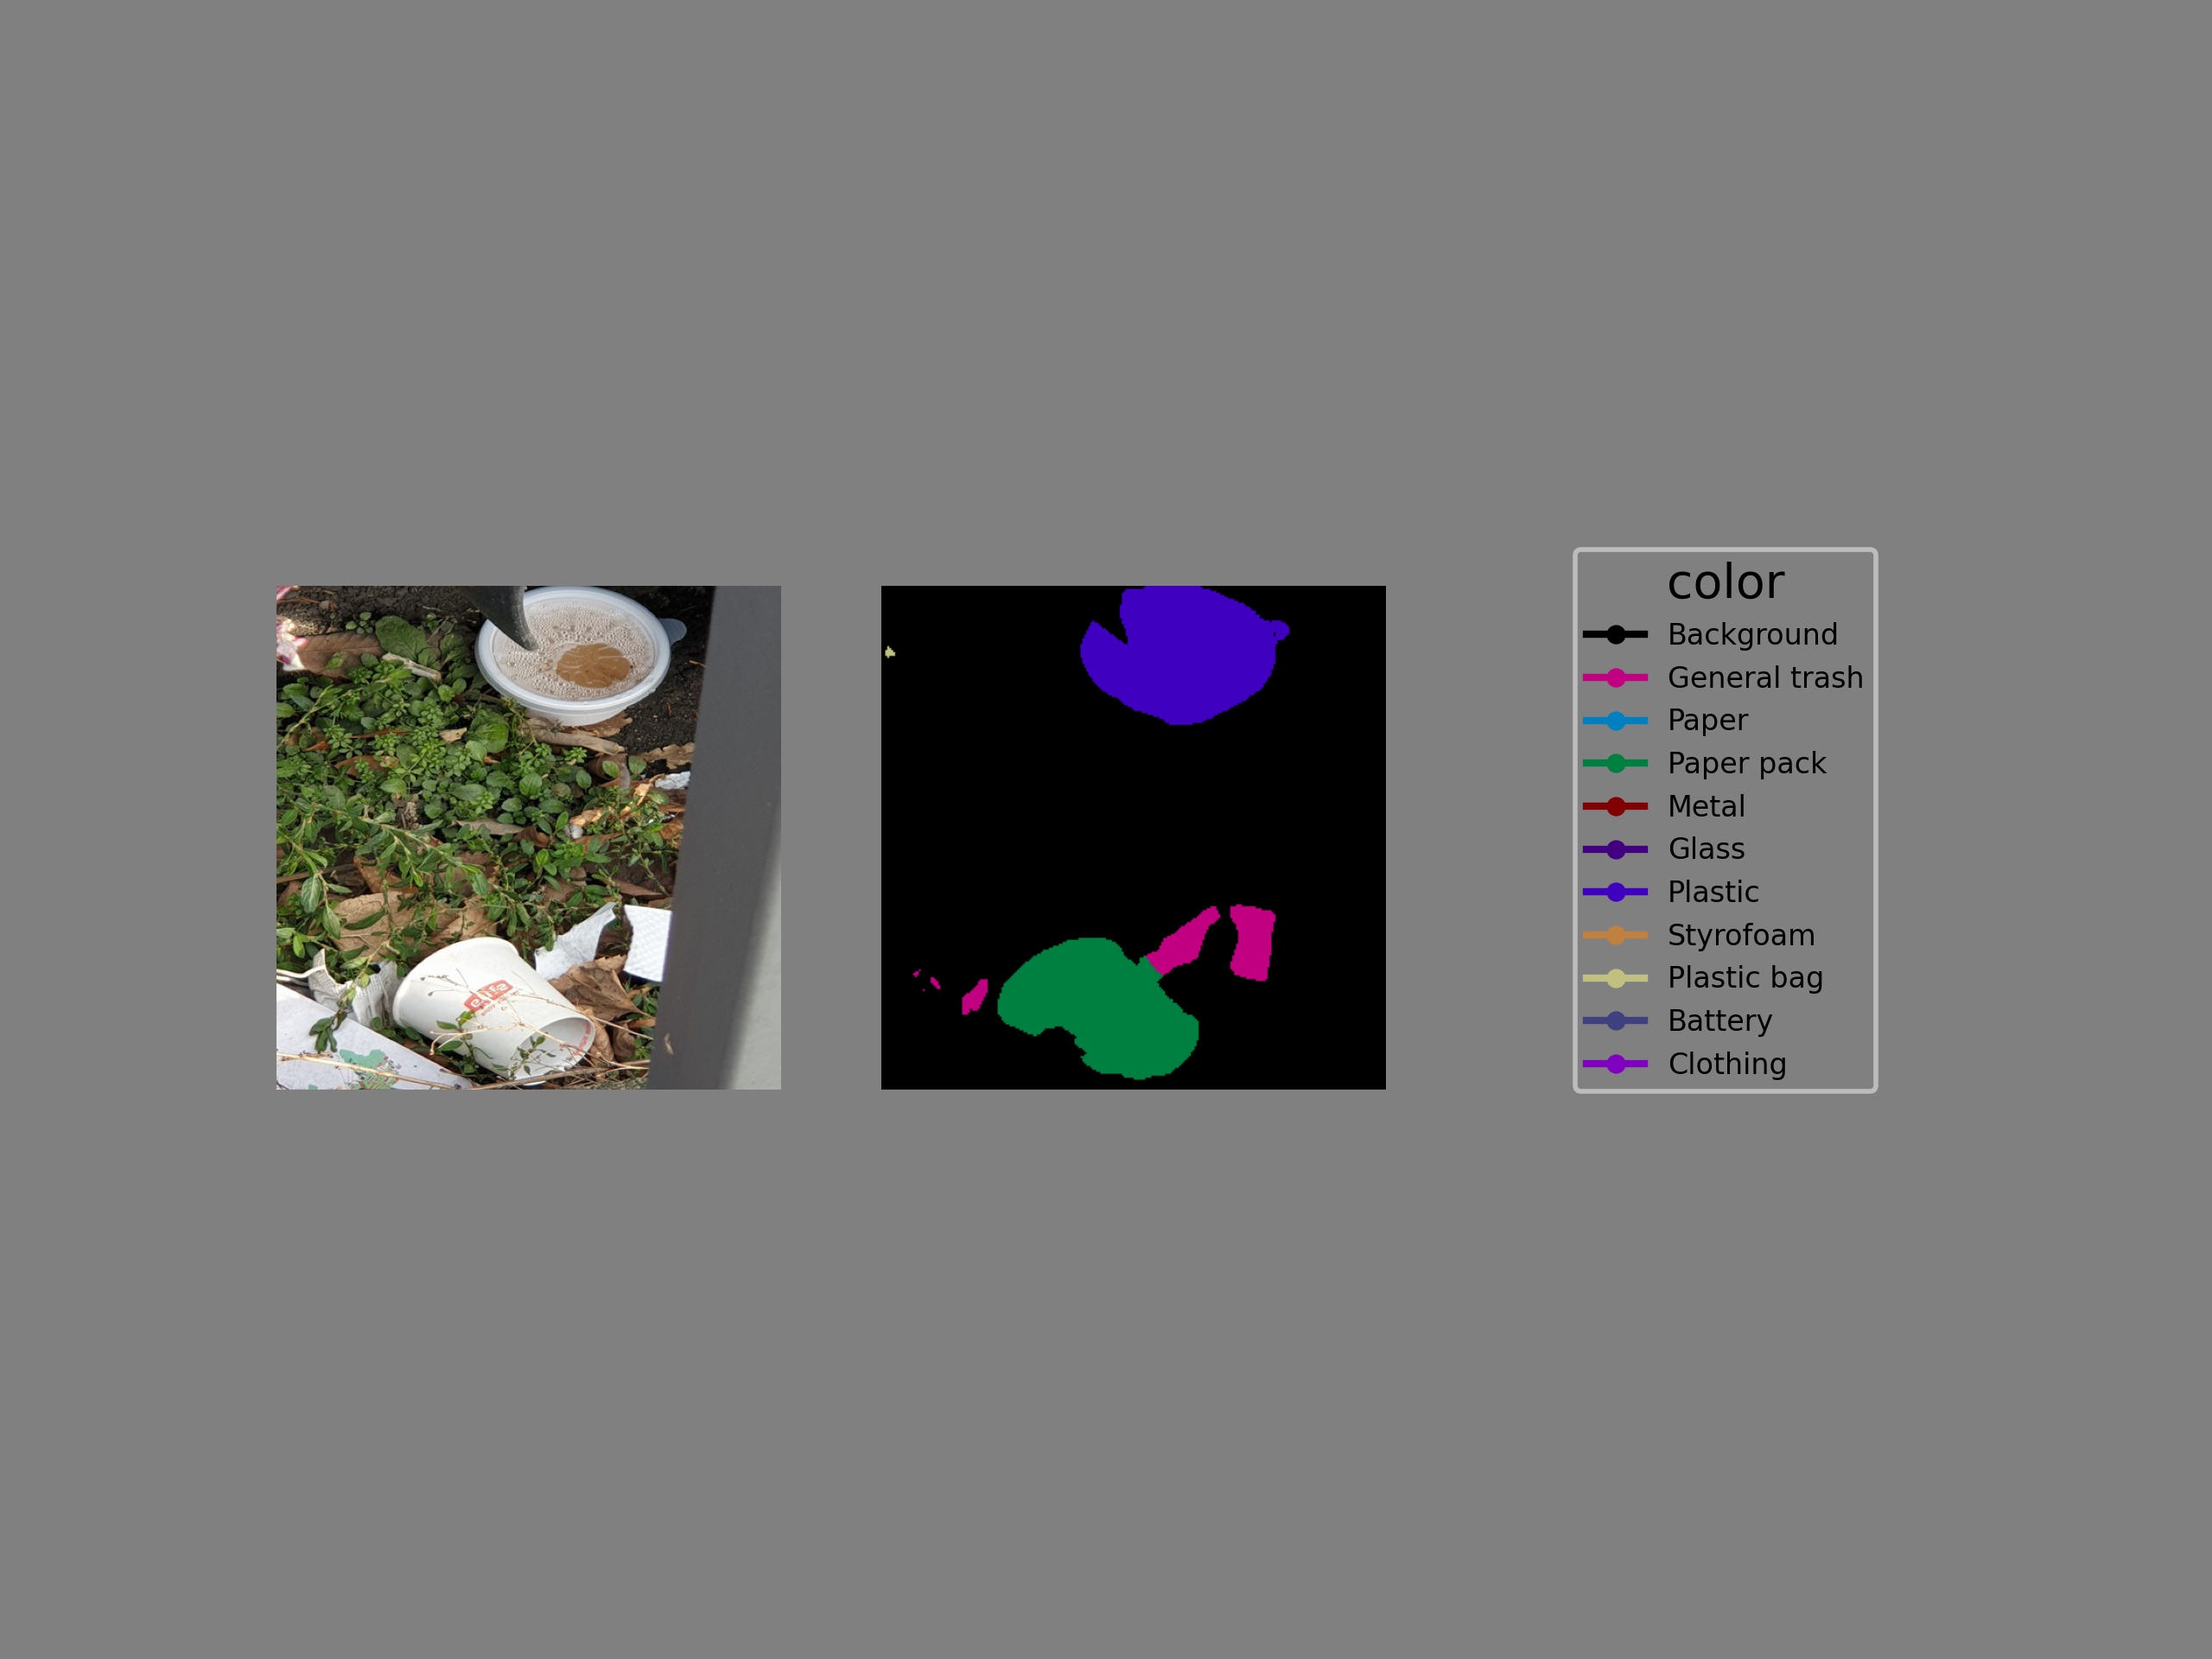 color
Background
General trash
Paper
Paper pack
Metal
Glass
Plastic
Styrofoam
Plastic bag
Battery
Clothing